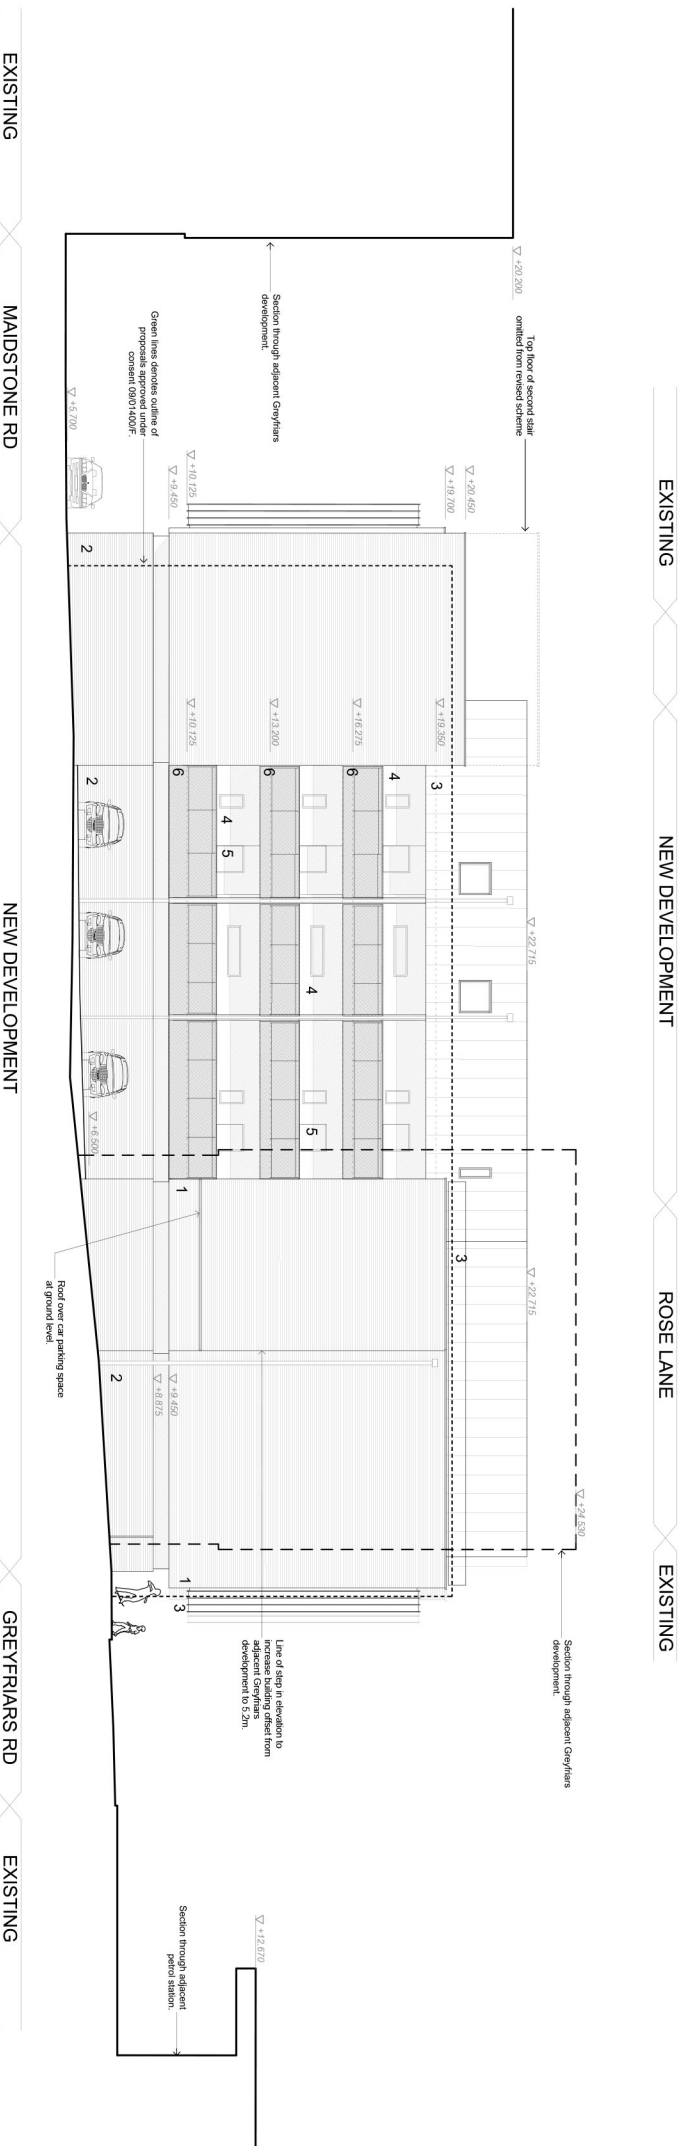 EXISTING
NEW DEVELOPMENT
ROSE LANE
EXISTING
+20.200
Top floor of second stair
omitted from revised scheme
Section through adjacent Greyfriars
development.
Green lines denotes outline of
proposals approved under
consent 09/01400/F.
+5.700
+20.450
+19.700
+10.125
+9.450
+19.350
+16.275
+13.200
+10.125
2
2
6
6
6
4
3
4
5
4
5
+22.715
+6.500
1
3
+22.715
Roof over car parking space
at ground level.
2
+9.450
+8.875
+24.530
1
3
Section through adjacent Greyfriars
development.
Line of step in elevation to
increase building offset from
adjacent Greyfriars
development to 5.2m.
+12.670
Section through adjacent
petrol station.
EXISTING
MAIDSTONE RD
NEW DEVELOPMENT
GREYFRIARS RD
EXISTING